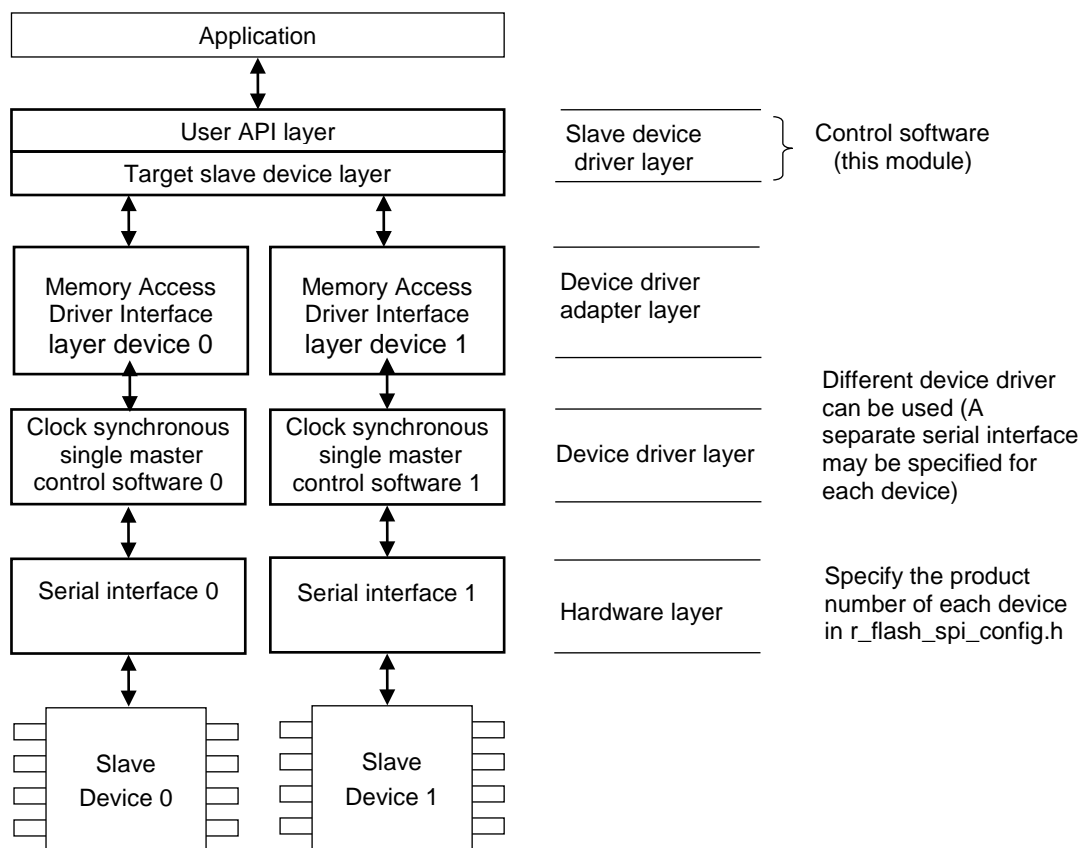 Application
User API layer
Target slave device layer
Slave device
driver layer
Control software
(this module)
Memory Access
Driver Interface
layer device 0
Memory Access
Driver Interface
layer device 1
Device driver
adapter layer
Clock synchronous
single master
control software 0
Clock synchronous
single master
control software 1
Device driver layer
Different device driver
can be used (A
separate serial interface
may be specified for
each device)
Serial interface 0
Serial interface 1
Hardware layer
Specify the product
number of each device
in r_flash_spi_config.h
Slave
Device 0
Slave
Device 1